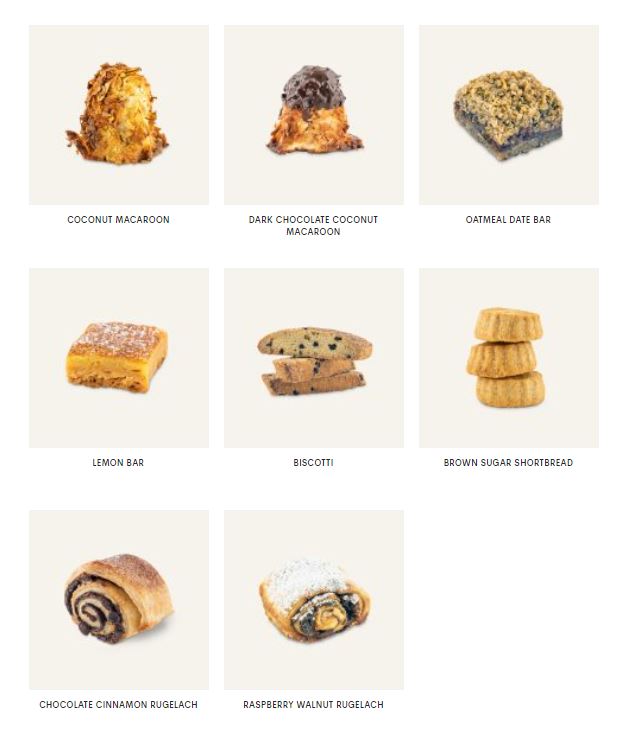 COCONUT MACAROON
DARK CHOCOLATE COCONUT
MACAROON
OATMEAL DATE BAR
LEMON BAR
BISCOTTI
BROWN SUGAR SHORTBREAD
CHOCOLATE CINNAMON RUGELACH
RASPBERRY WALNUT RUGELACH